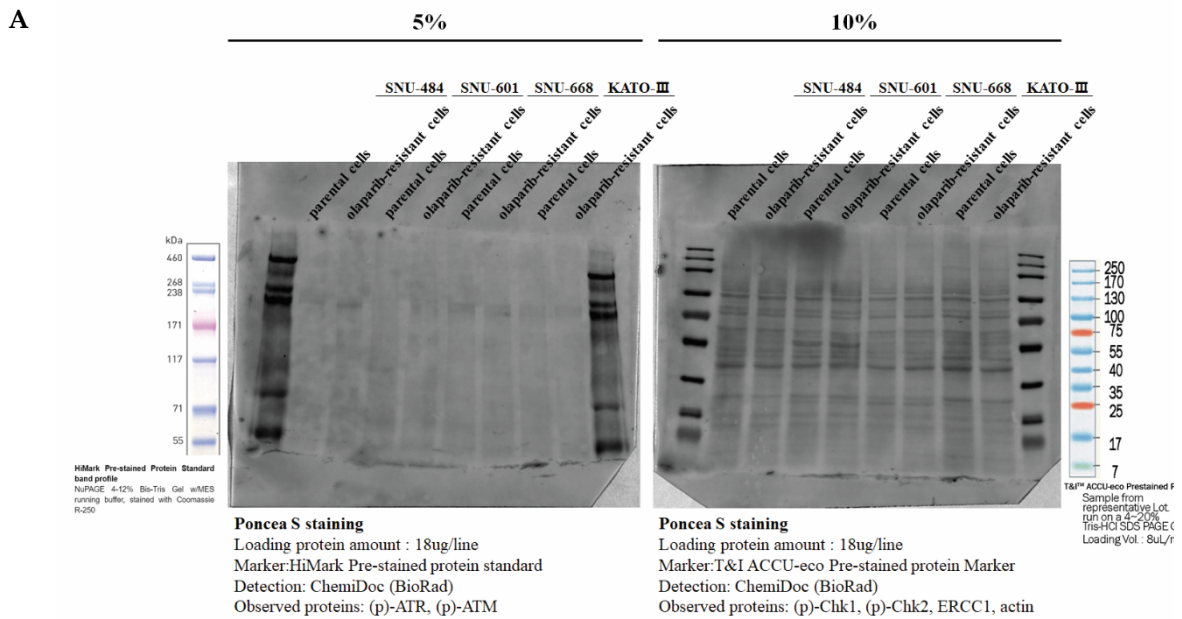 A
5%
10%
SNU-484 SNU-601 SNU-668 KATO-Ⅲ
SNU-484 SNU-601 SNU-668 KATO-Ⅲ
parental cells
olaparib-resistant cells
parental cells
olaparib-resistant cells
parental cells
olaparib-resistant cells
parental cells
olaparib-resistant cells
parental cells
olaparib-resistant cells
parental cells
olaparib-resistant cells
parental cells
olaparib-resistant cells
parental cells
olaparib-resistant cells
kDa
460
268
238
171
117
71
55
HiMark Pre-stained Protein Standard
band profile
NuPAGE 4-12% Bis-Tris Gel w/MES
running buffer, stained with Coomassie
R-250
250
170
130
100
75
55
40
35
25
17
7
T&I™ ACCU-eco Prestained P
Sample from
representative Lot.
run on a 4~20%
Tris-HCl SDS PAGE
Loading Vol. : 8uL/
Poncea S staining
Loading protein amount : 18ug/line
Marker:HiMark Pre-stained protein standard
Detection: ChemiDoc (BioRad)
Observed proteins: (p)-ATR, (p)-ATM
Poncea S staining
Loading protein amount : 18ug/line
Marker:T&I ACCU-eco Pre-stained protein Marker
Detection: ChemiDoc (BioRad)
Observed proteins: (p)-Chk1, (p)-Chk2, ERCC1, actin